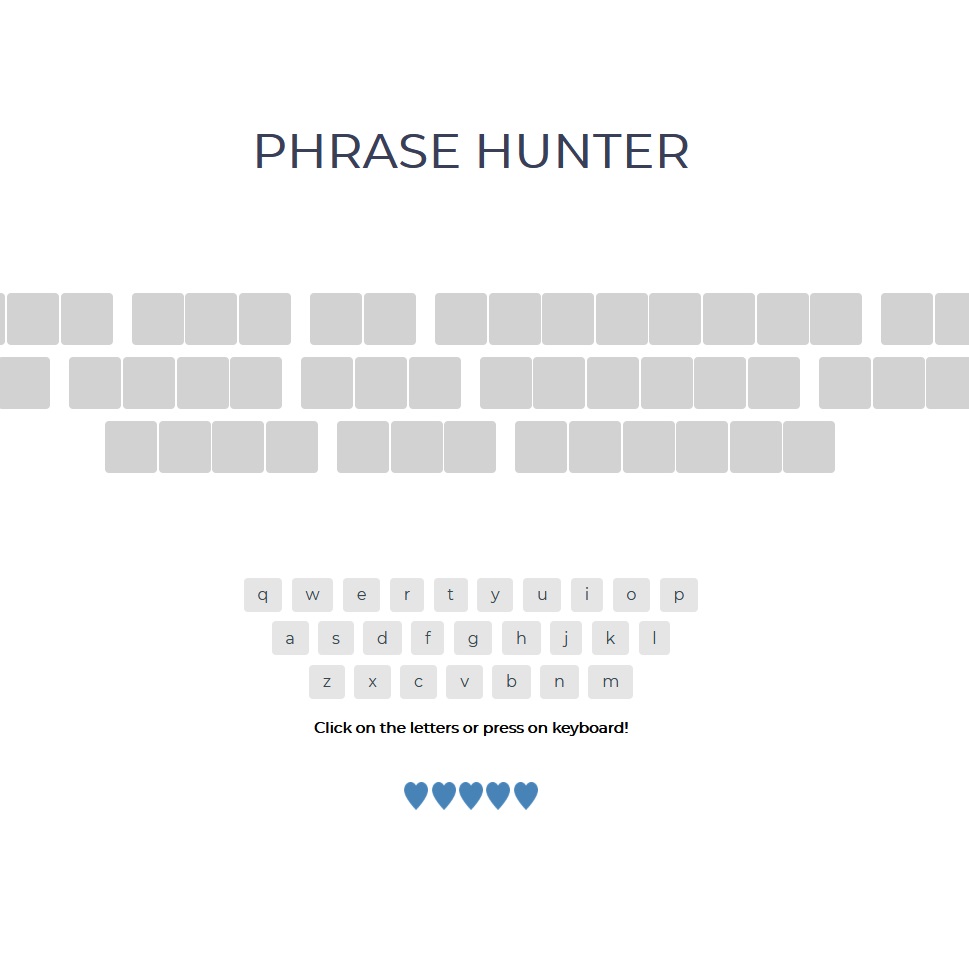 PHRASE HUNTER
q w e r t y u i o p
a s d f g h j k l
z x c v b n m
Click on the letters or press on keyboard!